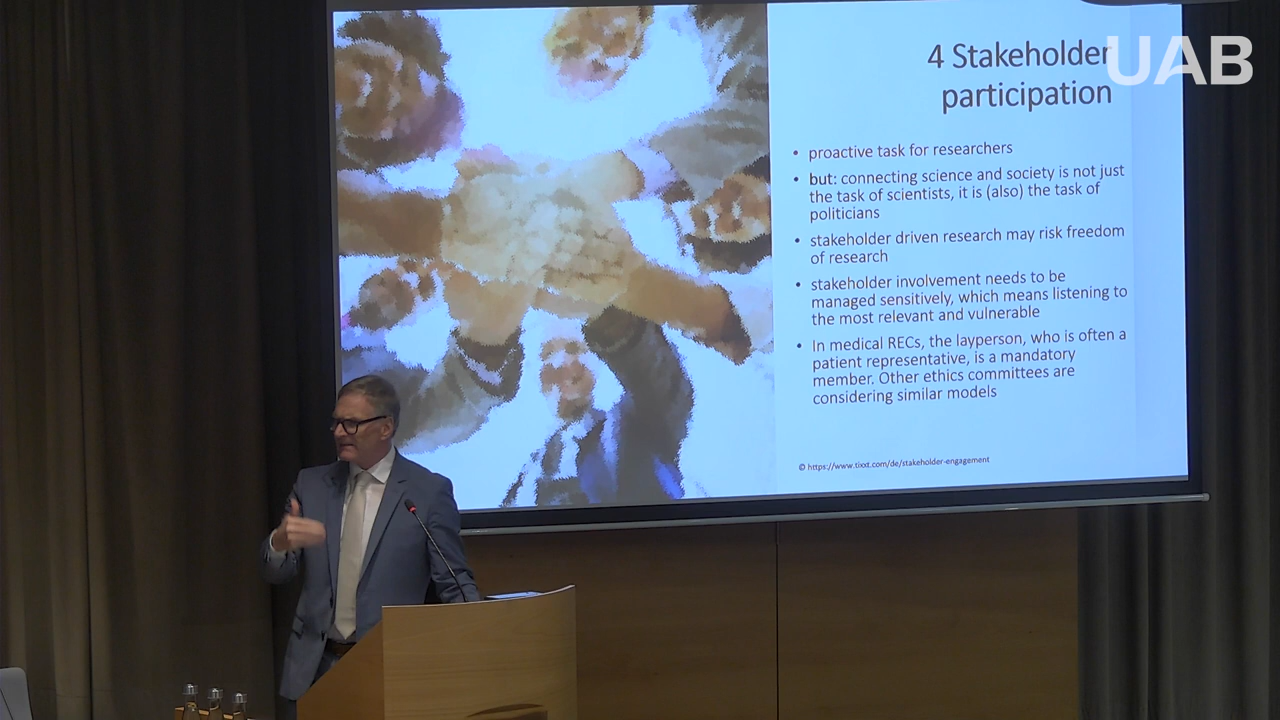 4 Stakeholder
participation
UAB
• proactive task for researchers
• but: connecting science and society is not just
the task of scientists, it is (also) the task of
politicians
• stakeholder driven research may risk freedom
of research
• stakeholder involvement needs to be
managed sensitively, which means listening to
the most relevant and vulnerable
• In medical RECs, the layperson, who is often a
patient representative, is a mandatory
member. Other ethics committees are
considering similar models
© https://www.tixxt.com/de/stakeholder-engagement